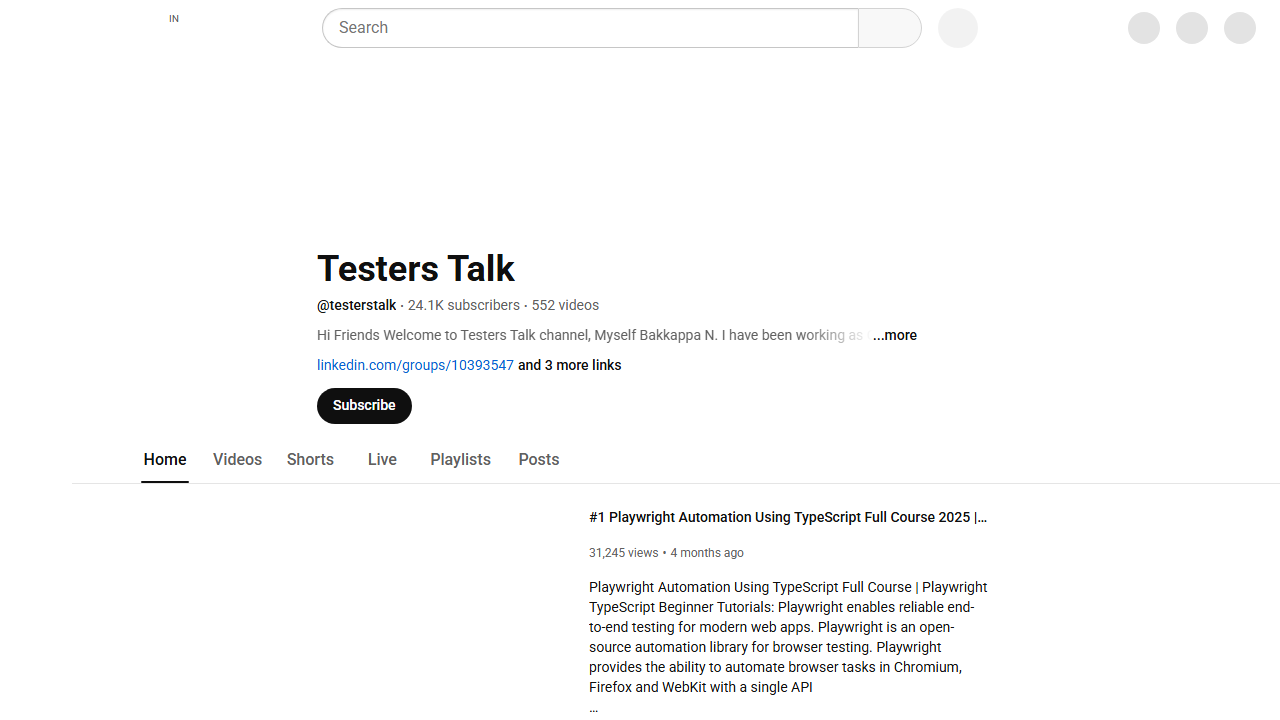 IN
Search
Testers Talk
@testerstalk · 24.1K subscribers · 552 videos
Hi Friends Welcome to Testers Talk channel, Myself Bakkappa N. I have been working as ...more
linkedin.com/groups/10393547 and 3 more links
Subscribe
Home Videos Shorts Live Playlists Posts
#1 Playwright Automation Using TypeScript Full Course 2025 |...
31,245 views • 4 months ago
Playwright Automation Using TypeScript Full Course | Playwright
TypeScript Beginner Tutorials: Playwright enables reliable end-
to-end testing for modern web apps. Playwright is an open-
source automation library for browser testing. Playwright
provides the ability to automate browser tasks in Chromium,
Firefox and WebKit with a single API
...